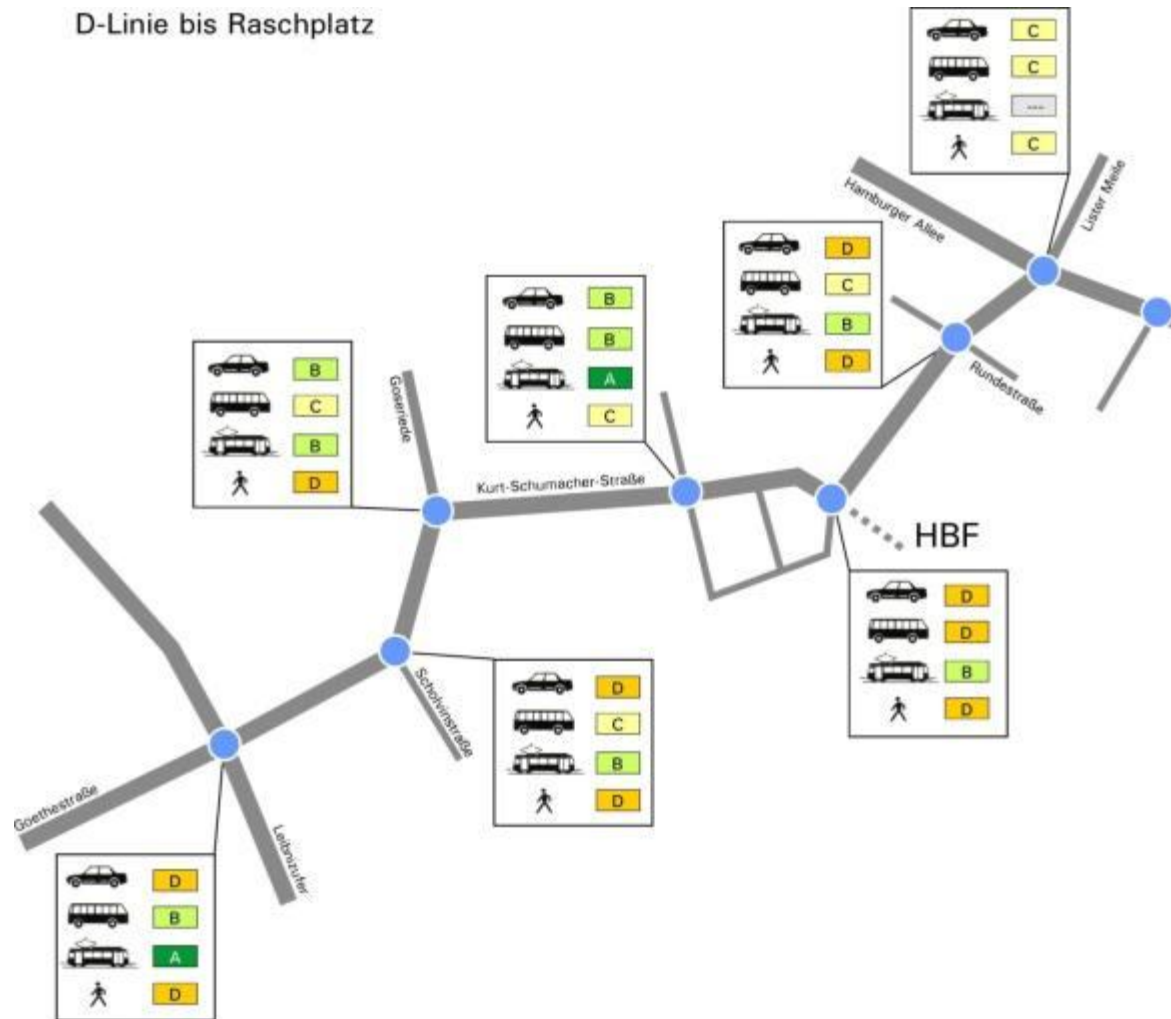 D-Linie bis Raschplatz
C
C
----
C
Hamburger Allee
Lister Meile
D
C
B
D
Rundestraße
B
B
A
C
B
C
B
D
Goseriede
Kurt-Schumacher-Straße
HBF
D
D
B
D
Scholvinstraße
D
C
B
D
Goethestraße
Leibnizufer
D
B
A
D